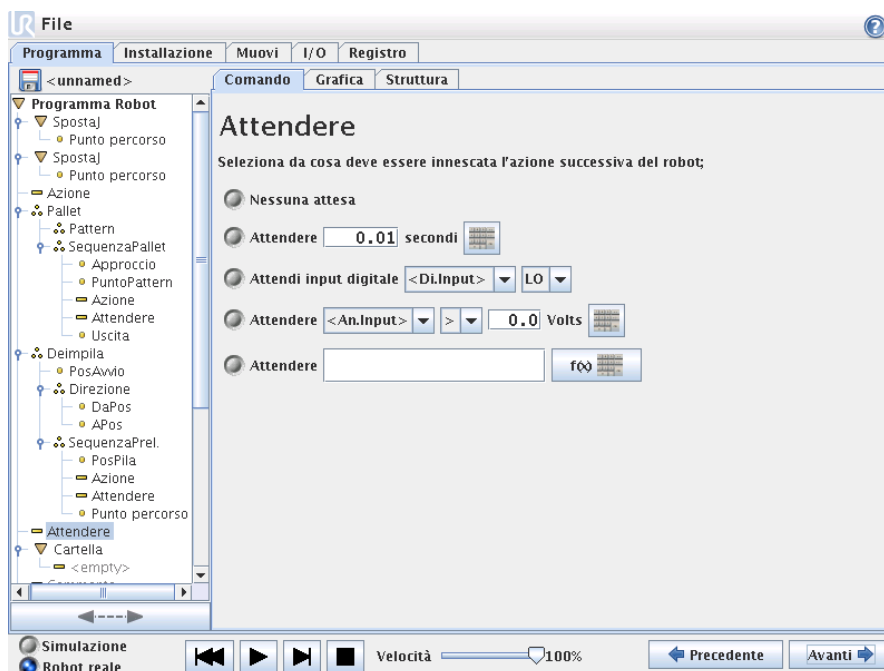 UR File ?
Programma Installazione Muovi I/O Registro
<unnamed>
Comando Grafica Struttura
Programma Robot
SpostaJ
Punto percorso
SpostaJ
Punto percorso
Azione
Pallet
Pattern
SequenzaPallet
Approccio
PuntoPattern
Azione
Attendere
Uscita
Deimpila
PosAvvio
Direzione
DaPos
APos
SequenzaPrel.
PosPila
Azione
Attendere
Punto percorso
Attendere
Cartella
<empty>
Commento
Attendere
Seleziona da cosa deve essere innescata l'azione successiva del robot;
Nessuna attesa
Attendere 0.01 secondi
Attendi input digitale <Di.Input> LO
Attendere <An.Input> > 0.0 Volts
Attendere f(x)
Simulazione
Robot reale
Velocità 100%
Precedente Avanti